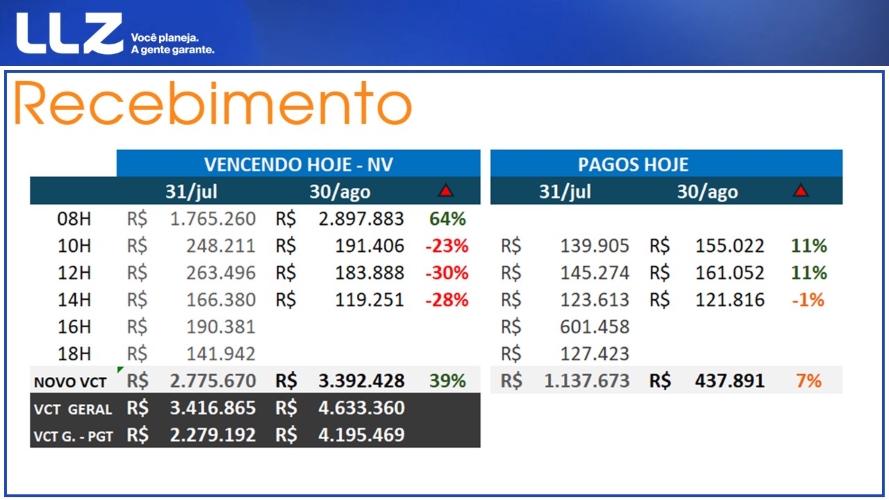 LLZ
Você planeja.
A gente garante.
Recebimento
VENCENDO HOJE - NV PAGOS HOJE
31/jul 30/ago 31/jul 30/ago
08H R$ 1.765.260 R$ 2.897.883 64%
10H R$ 248.211 R$ 191.406 -23% R$ 139.905 R$ 155.022 11%
12H R$ 263.496 R$ 183.888 -30% R$ 145.274 R$ 161.052 11%
14H R$ 166.380 R$ 119.251 -28% R$ 123.613 R$ 121.816 -1%
16H R$ 190.381 R$ 601.458
18H R$ 141.942 R$ 127.423
NOVO VCT R$ 2.775.670 R$ 3.392.428 39% R$ 1.137.673 R$ 437.891 7%
VCT GERAL R$ 3.416.865 R$ 4.633.360
VCT G. - PGT R$ 2.279.192 R$ 4.195.469